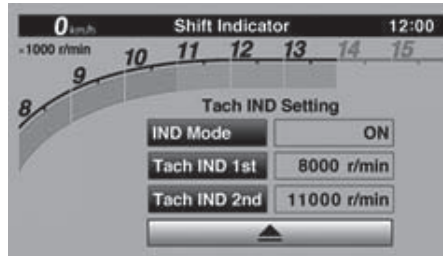 0 km/h Shift Indicator 12:00
×1000 r/min
8 9 10 11 12 13 14 15
Tach IND Setting
IND Mode ON
Tach IND 1st 8000 r/min
Tach IND 2nd 11000 r/min